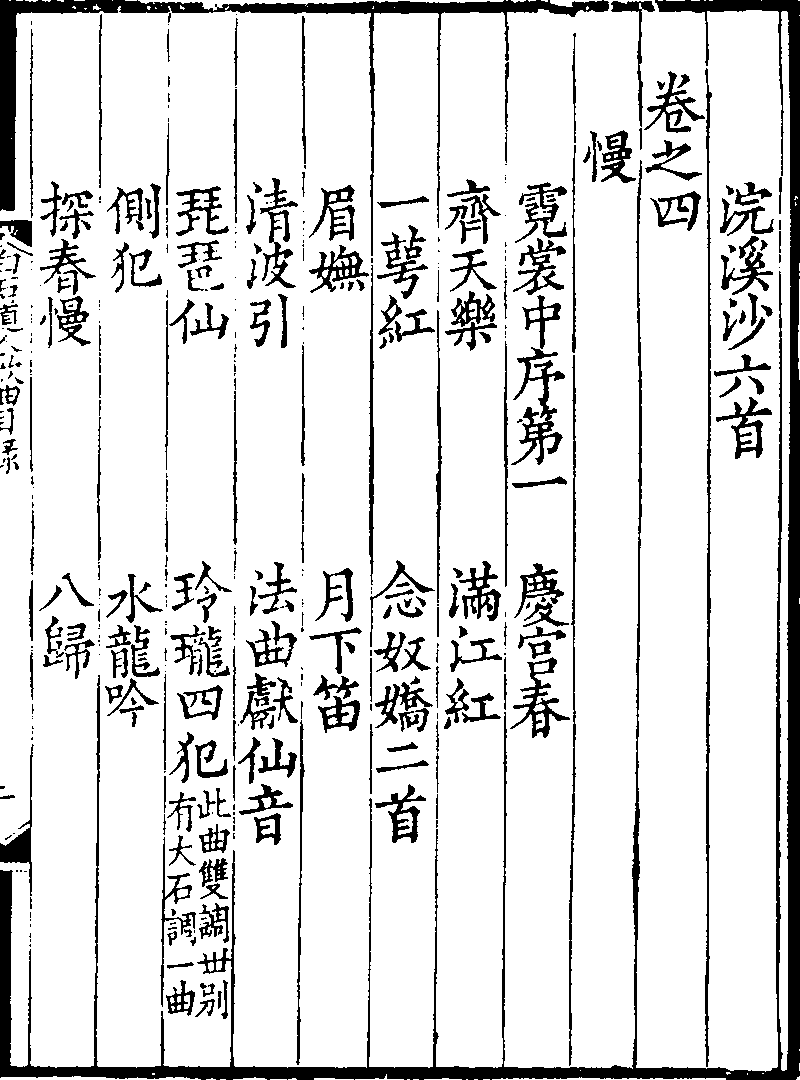 浣溪沙六首
卷之四
慢
霓裳中序第一　慶宫春
齊天樂　滿江紅
一萼紅　念奴嬌二首
眉嫵　月下笛
清波引　法曲獻仙音
琵琶仙　玲瓏四犯　此曲雙調世別
有大石調一曲
側犯　水龍吟
探春慢　八歸
白石道人歌曲目錄